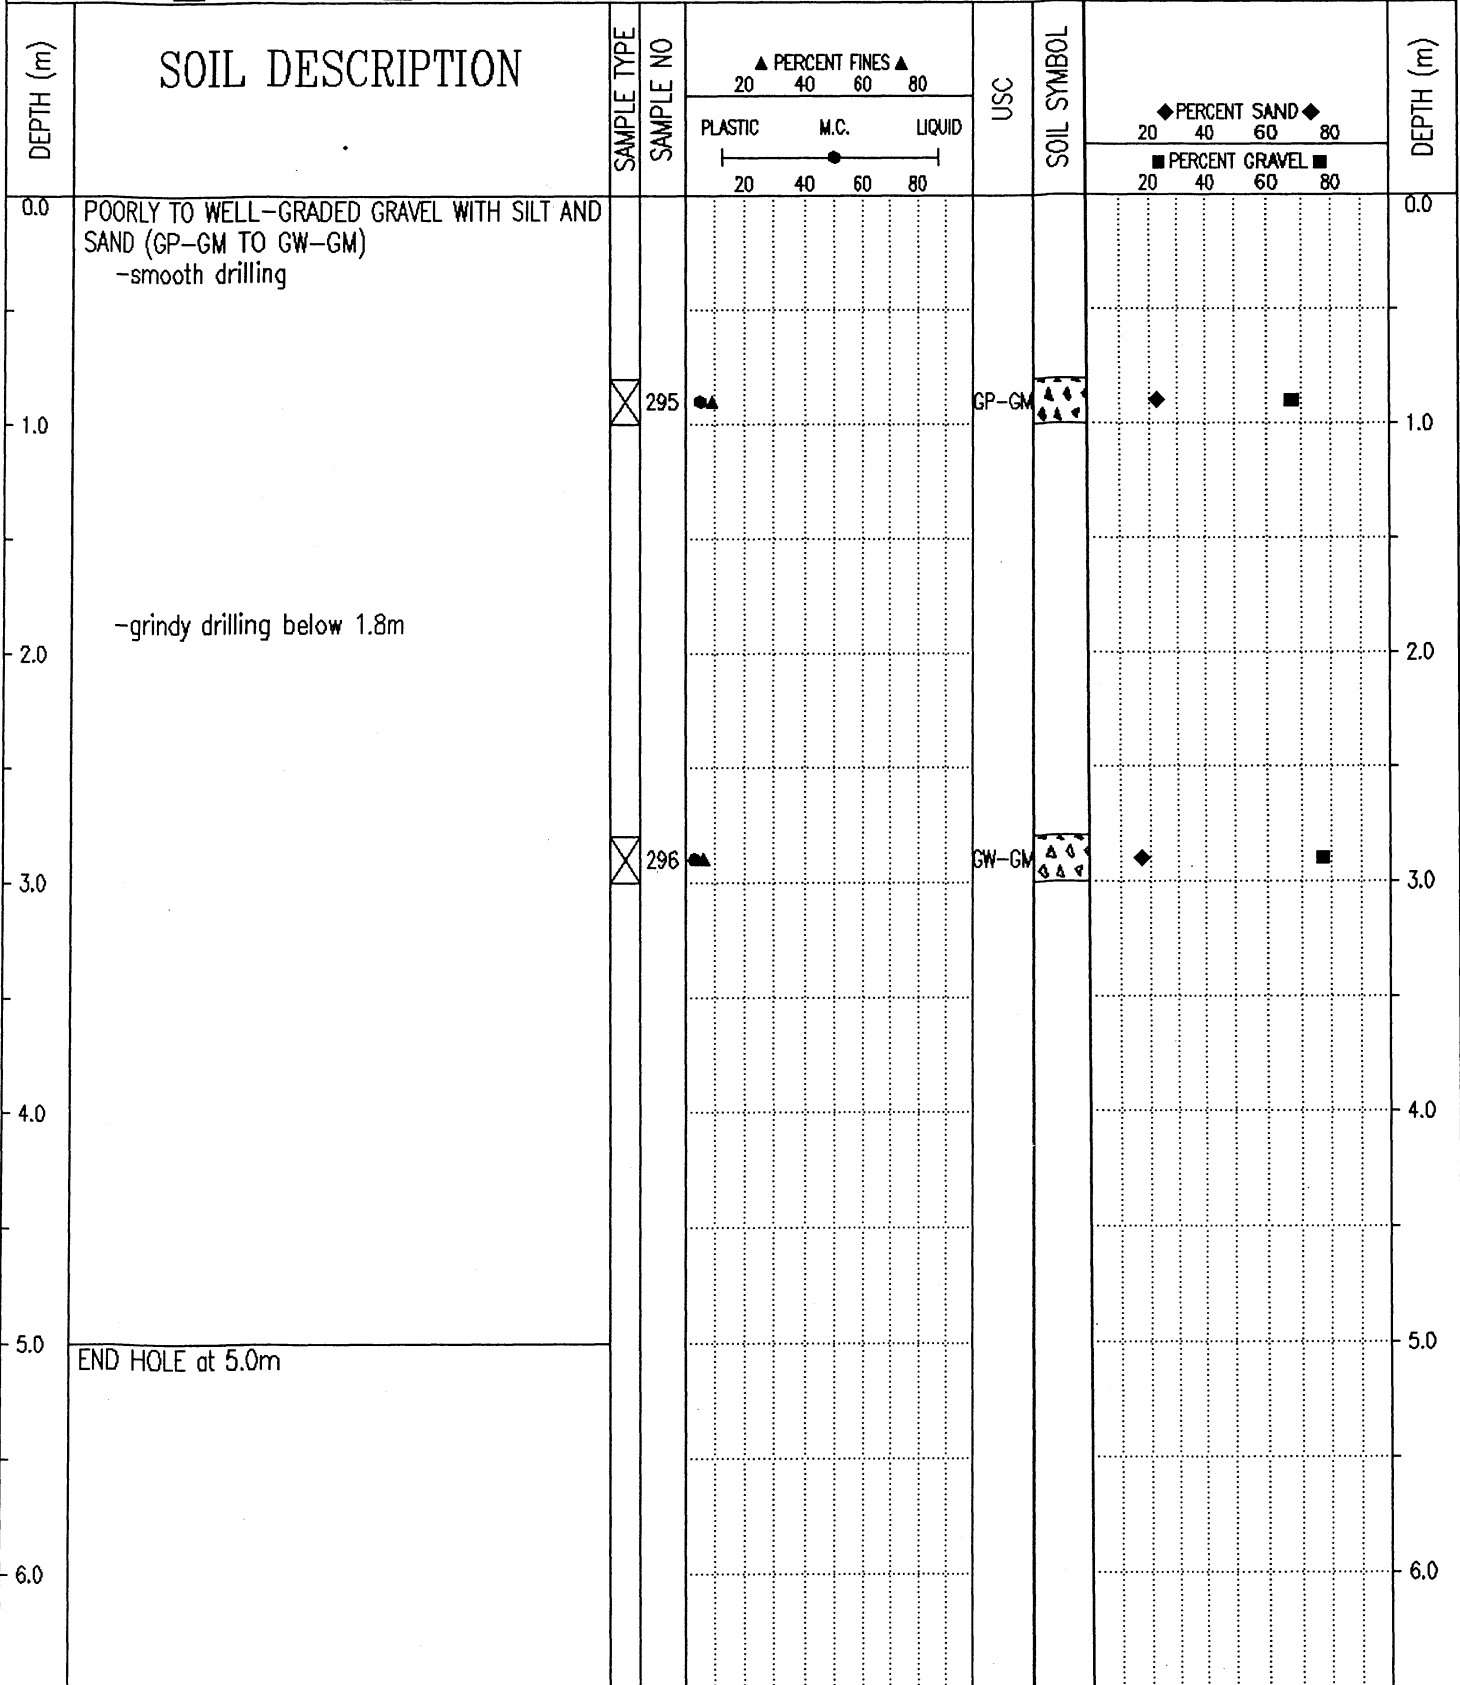 DEPTH (m)
SOIL DESCRIPTION
SAMPLE TYPE
SAMPLE NO
▲ PERCENT FINES ▲
20 40 60 80
PLASTIC M.C. LIQUID
20 40 60 80
USC
SOIL SYMBOL
◆ PERCENT SAND ◆
20 40 60 80
■ PERCENT GRAVEL ■
20 40 60 80
DEPTH (m)
0.0 POORLY TO WELL-GRADED GRAVEL WITH SILT AND 0.0
SAND (GP-GM TO GW-GM)
-smooth drilling
295 GP-GM
1.0 1.0
-grindy drilling below 1.8m
2.0 2.0
296 GW-GM
3.0 3.0
4.0 4.0
5.0 5.0
END HOLE at 5.0m
6.0 6.0